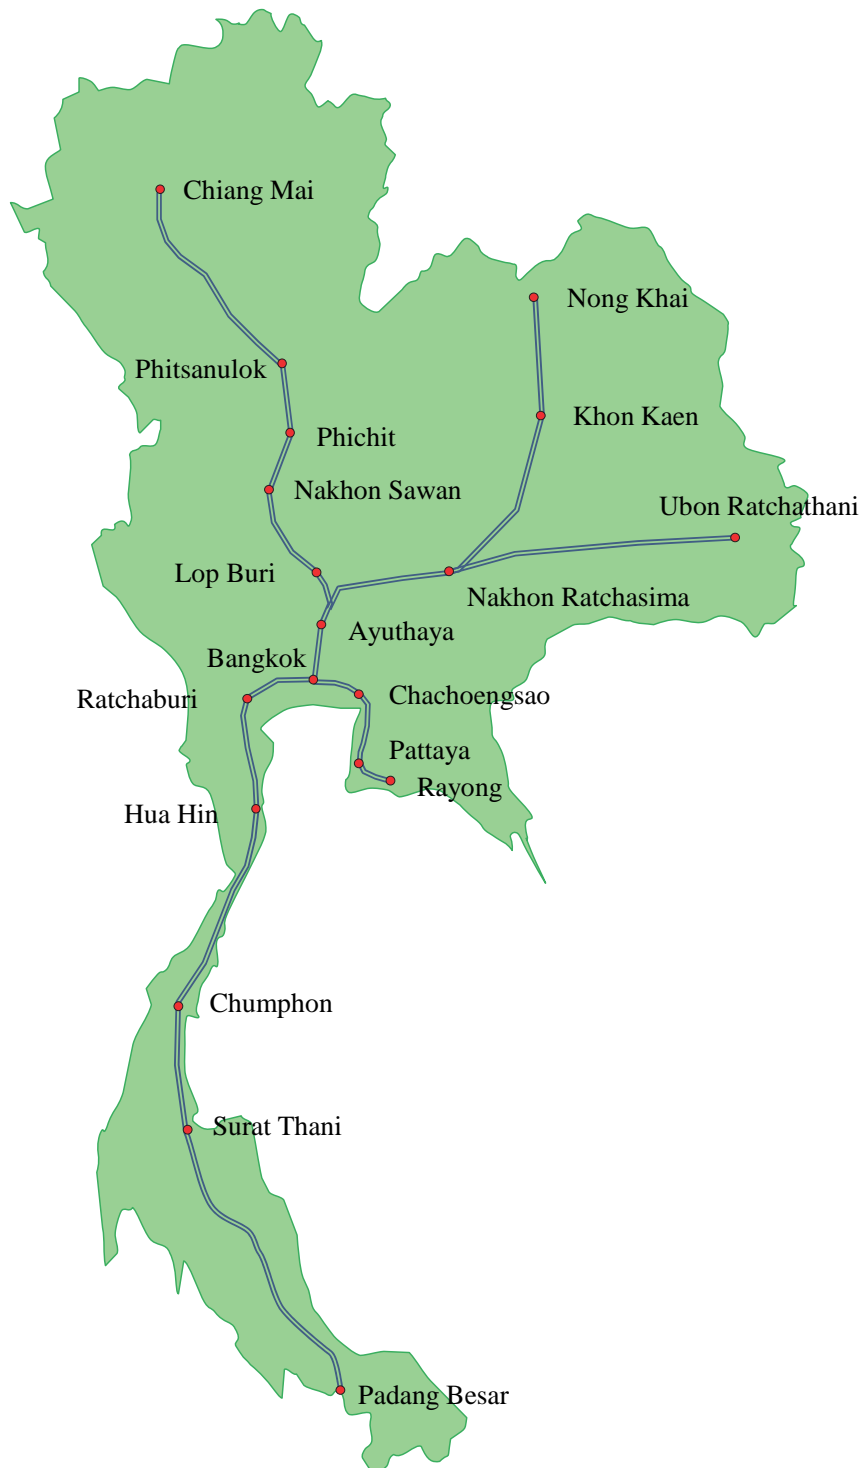 Chiang Mai
Nong Khai
Phitsanulok
Khon Kaen
Phichit
Nakhon Sawan
Ubon Ratchathani
Lop Buri
Nakhon Ratchasima
Ayuthaya
Bangkok
Ratchaburi
Chachoengsao
Pattaya
Rayong
Hua Hin
Chumphon
Surat Thani
Padang Besar